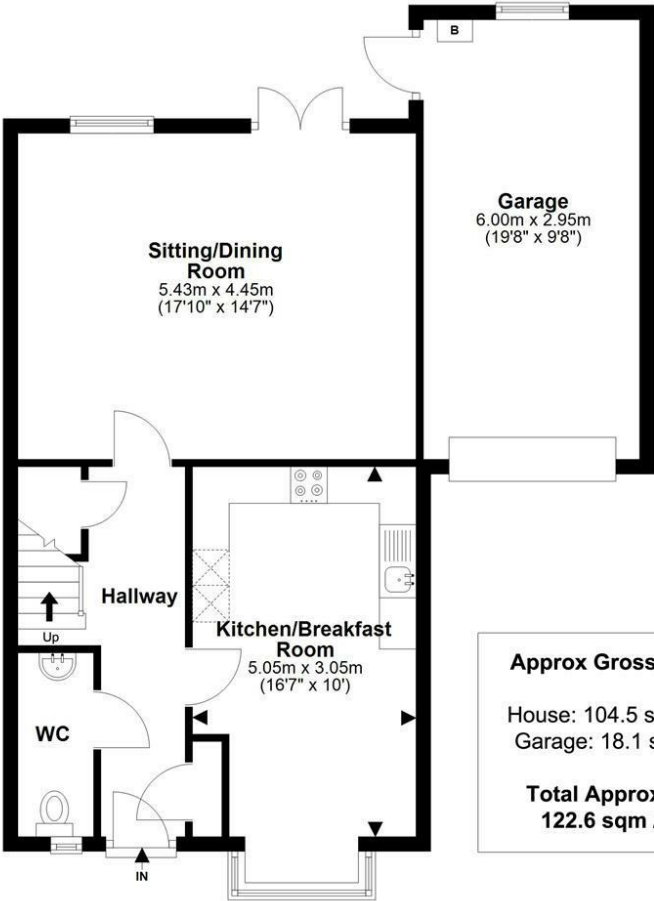 B
Garage
6.00m x 2.95m
(19'8" x 9'8")
Sitting/Dining
Room
5.43m x 4.45m
(17'10" x 14'7")
Hallway
Up
Kitchen/Breakfast
Room
5.05m x 3.05m
(16'7" x 10')
WC
IN
Approx Gross
House: 104.5 s
Garage: 18.1 s
Total Approx
122.6 sqm